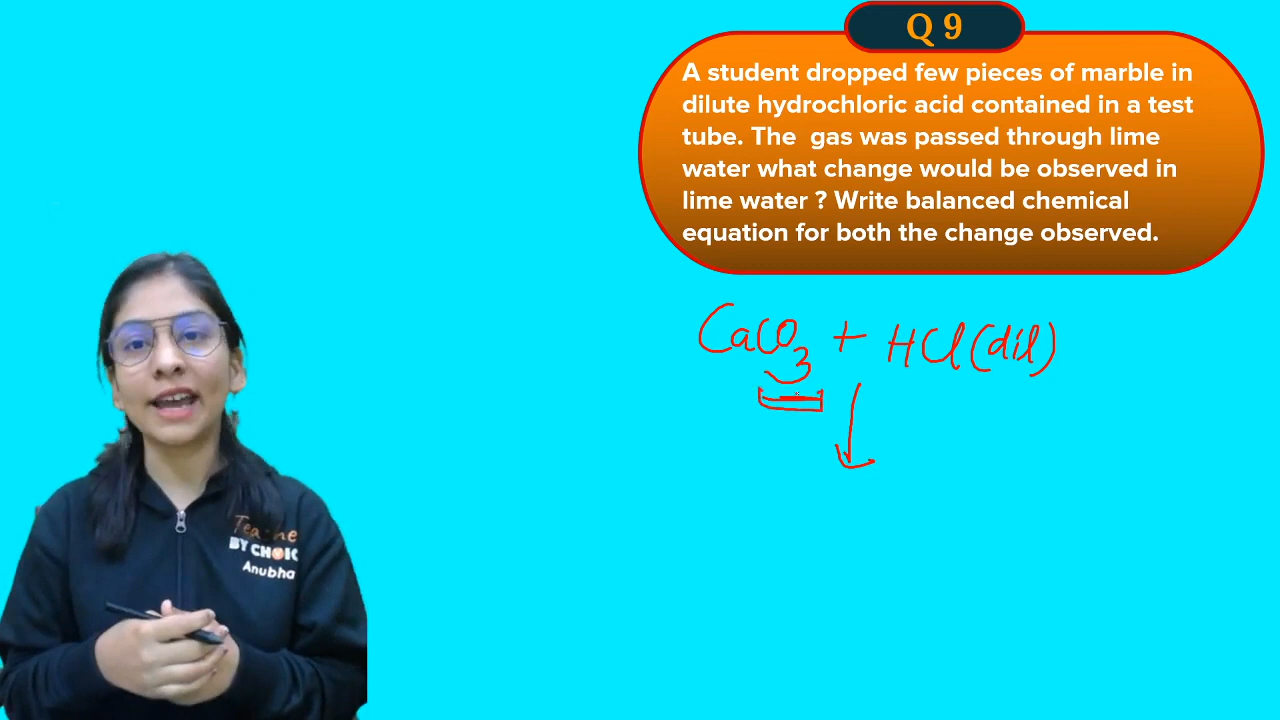 Q 9
A student dropped few pieces of marble in
dilute hydrochloric acid contained in a test
tube. The gas was passed through lime
water what change would be observed in
lime water ? Write balanced chemical
equation for both the change observed.
CaCO3 + HCl (dil)
Teache
BY CHOIC
Anubha